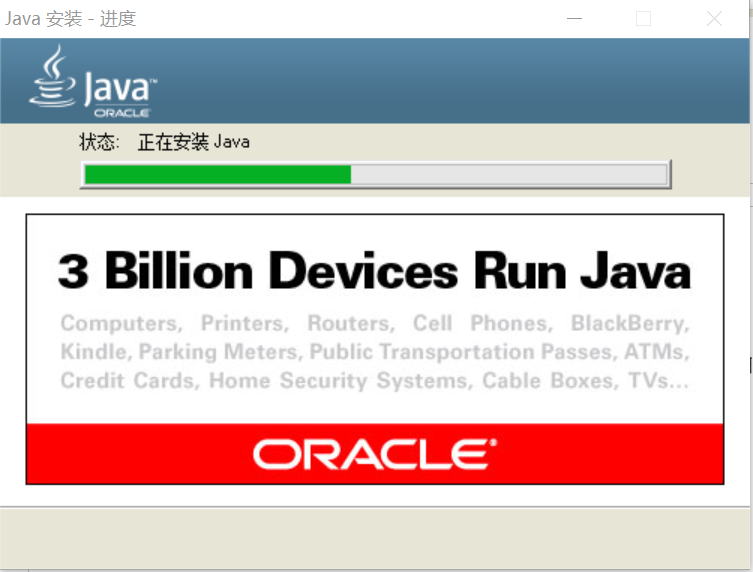 Java 安装 - 进度
Java™
ORACLE
状态: 正在安装 Java
3 Billion Devices Run Java
Computers, Printers, Routers, Cell Phones, BlackBerry,
Kindle, Parking Meters, Public Transportation Passes, ATMs,
Credit Cards, Home Security Systems, Cable Boxes, TVs...
ORACLE®